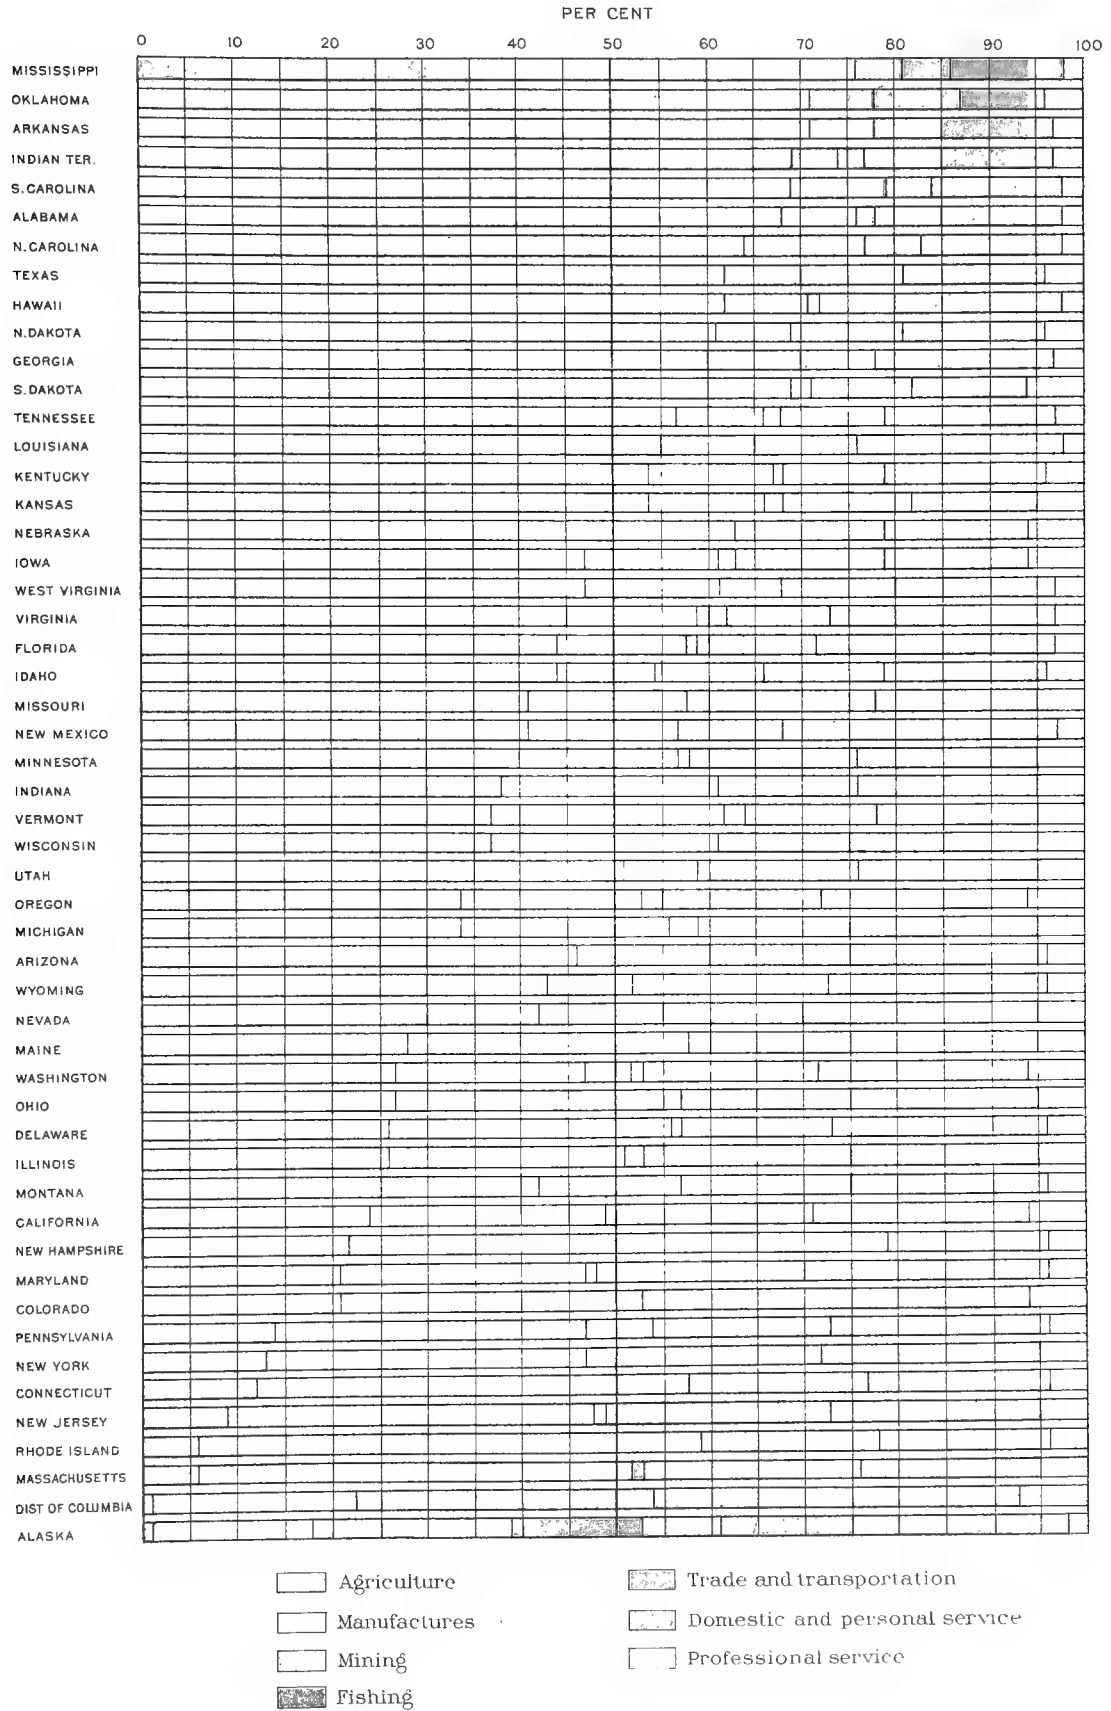 PER CENT
0 10 20 30 40 50 60 70 80 90 100
MISSISSIPPI
OKLAHOMA
ARKANSAS
INDIAN TER.
S.CAROLINA
ALABAMA
N.CAROLINA
TEXAS
HAWAII
N.DAKOTA
GEORGIA
S.DAKOTA
TENNESSEE
LOUISIANA
KENTUCKY
KANSAS
NEBRASKA
IOWA
WEST VIRGINIA
VIRGINIA
FLORIDA
IDAHO
MISSOURI
NEW MEXICO
MINNESOTA
INDIANA
VERMONT
WISCONSIN
UTAH
OREGON
MICHIGAN
ARIZONA
WYOMING
NEVADA
MAINE
WASHINGTON
OHIO
DELAWARE
ILLINOIS
MONTANA
CALIFORNIA
NEW HAMPSHIRE
MARYLAND
COLORADO
PENNSYLVANIA
NEW YORK
CONNECTICUT
NEW JERSEY
RHODE ISLAND
MASSACHUSETTS
DIST OF COLUMBIA
ALASKA
Agriculture
Manufactures
Mining
Fishing
Trade and transportation
Domestic and personal service
Professional service